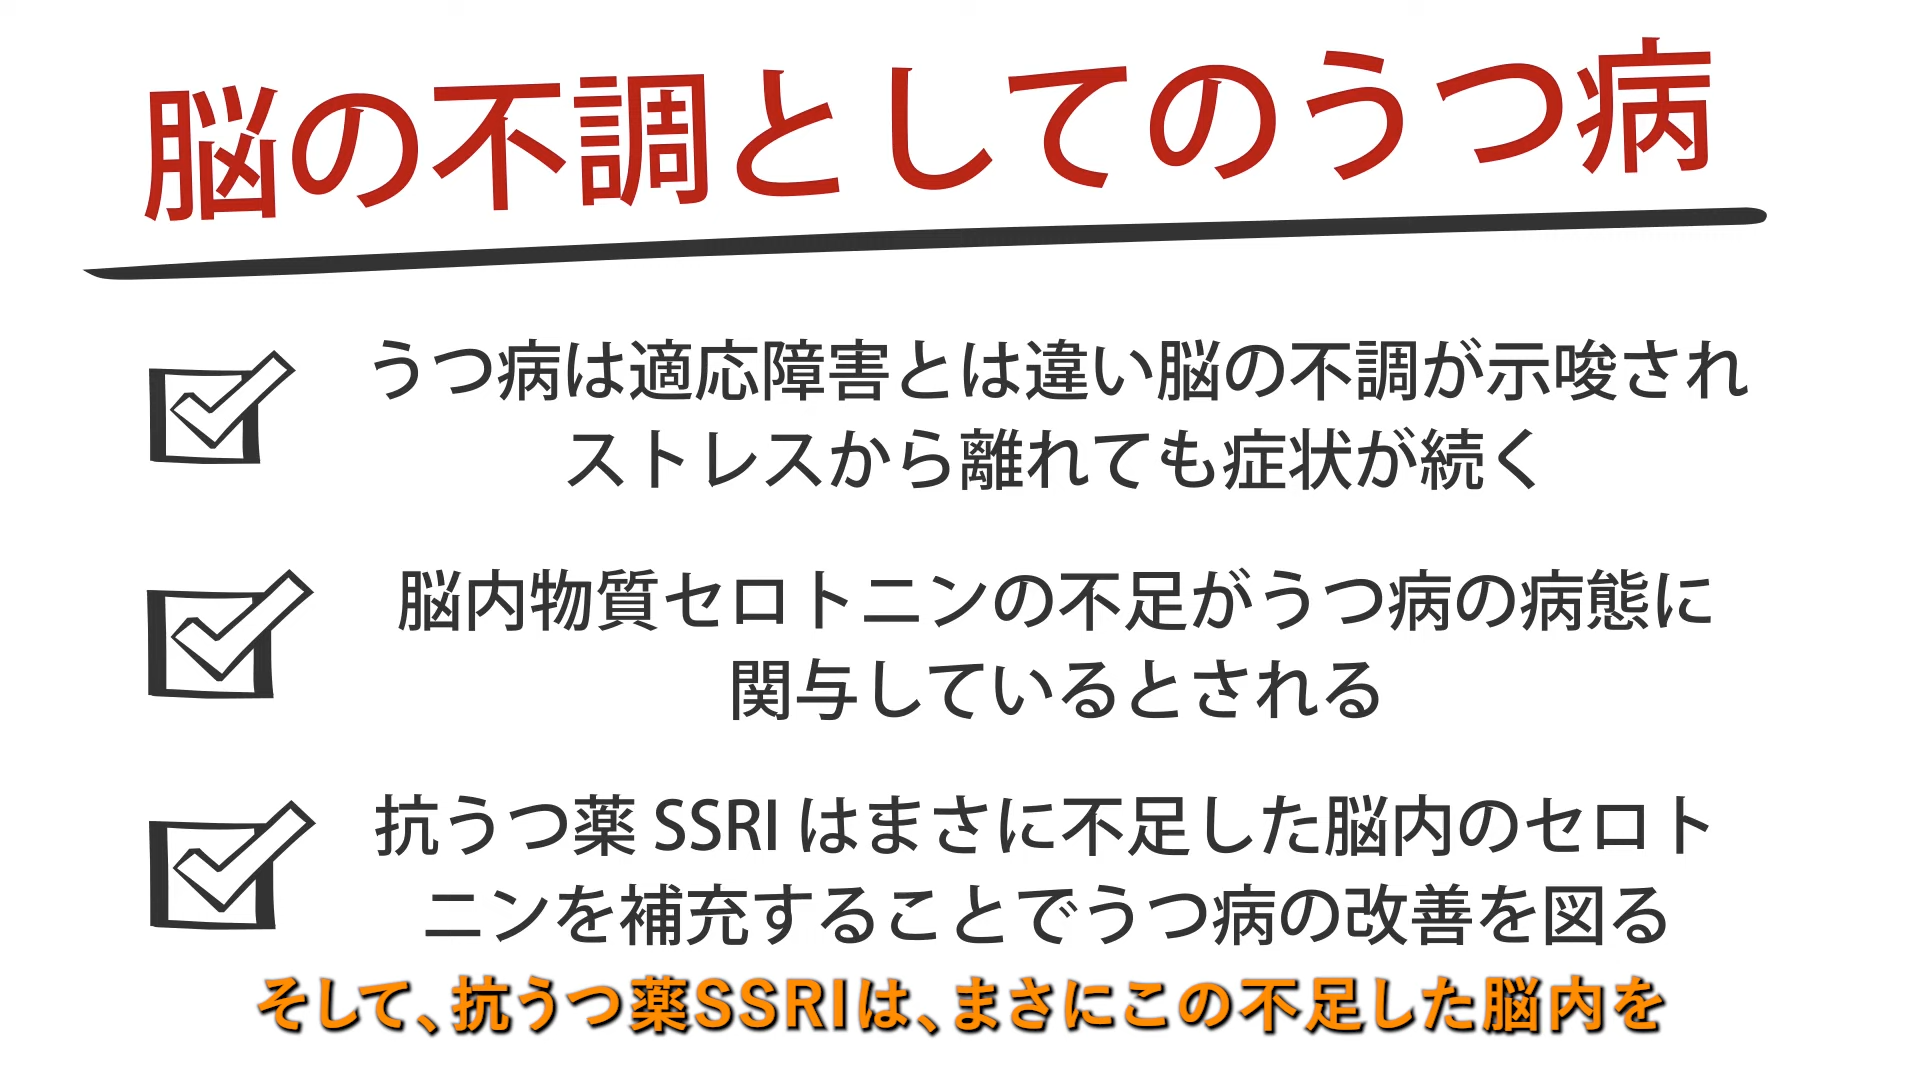 脳の不調としてのうつ病
うつ病は適応障害とは違い脳の不調が示唆され
ストレスから離れても症状が続く
脳内物質セロトニンの不足がうつ病の病態に
関与しているとされる
抗うつ薬 SSRI はまさに不足した脳内のセロト
ニンを補充することでうつ病の改善を図る
そして、抗うつ薬SSRIは、まさにこの不足した脳内を